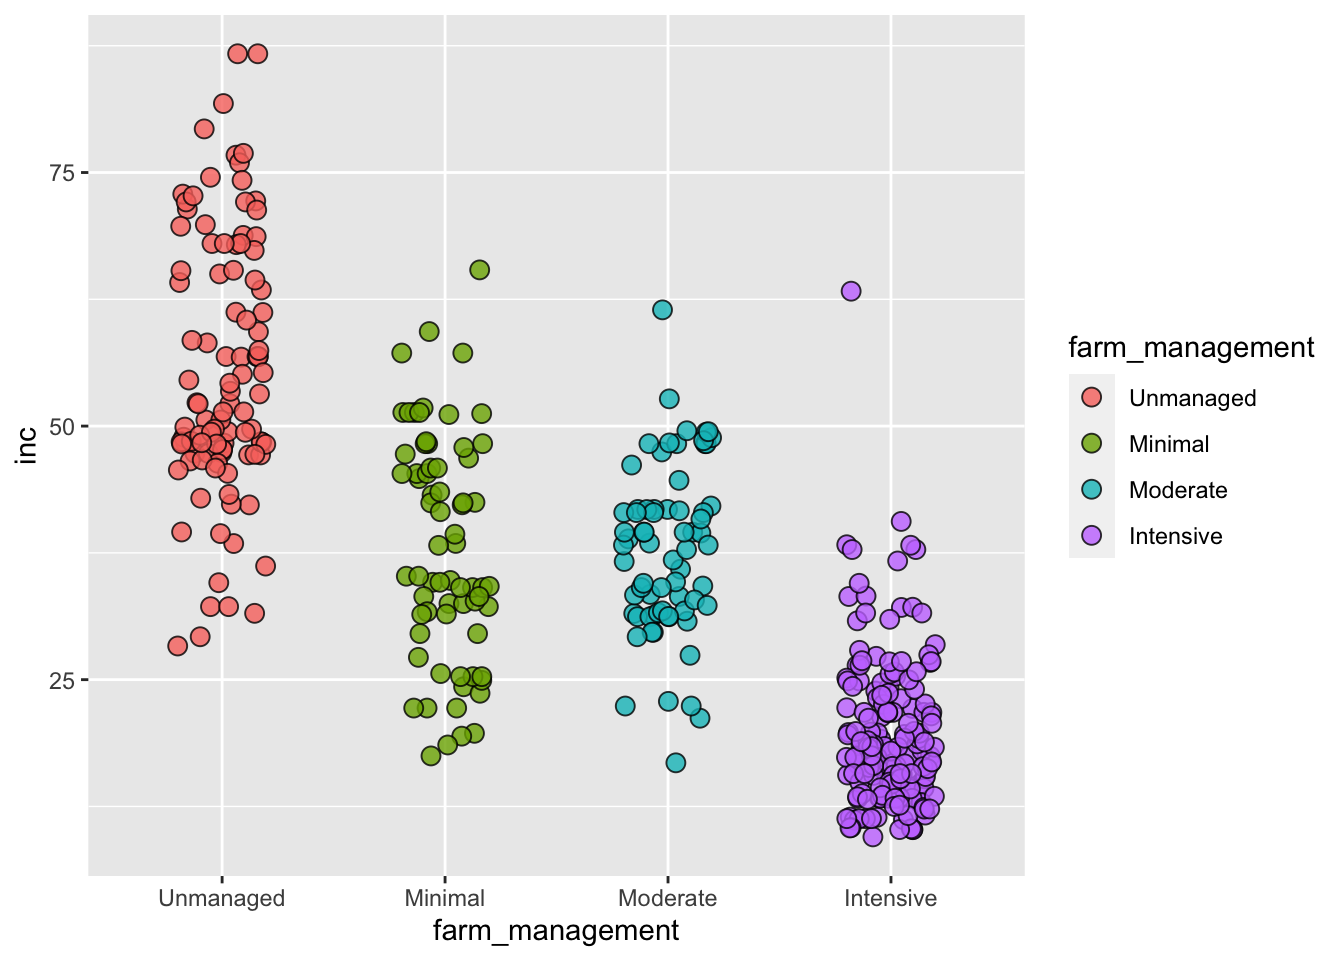 75
50
25
inc
Unmanaged
Minimal
Moderate
Intensive
farm_management
farm_management
Unmanaged
Minimal
Moderate
Intensive